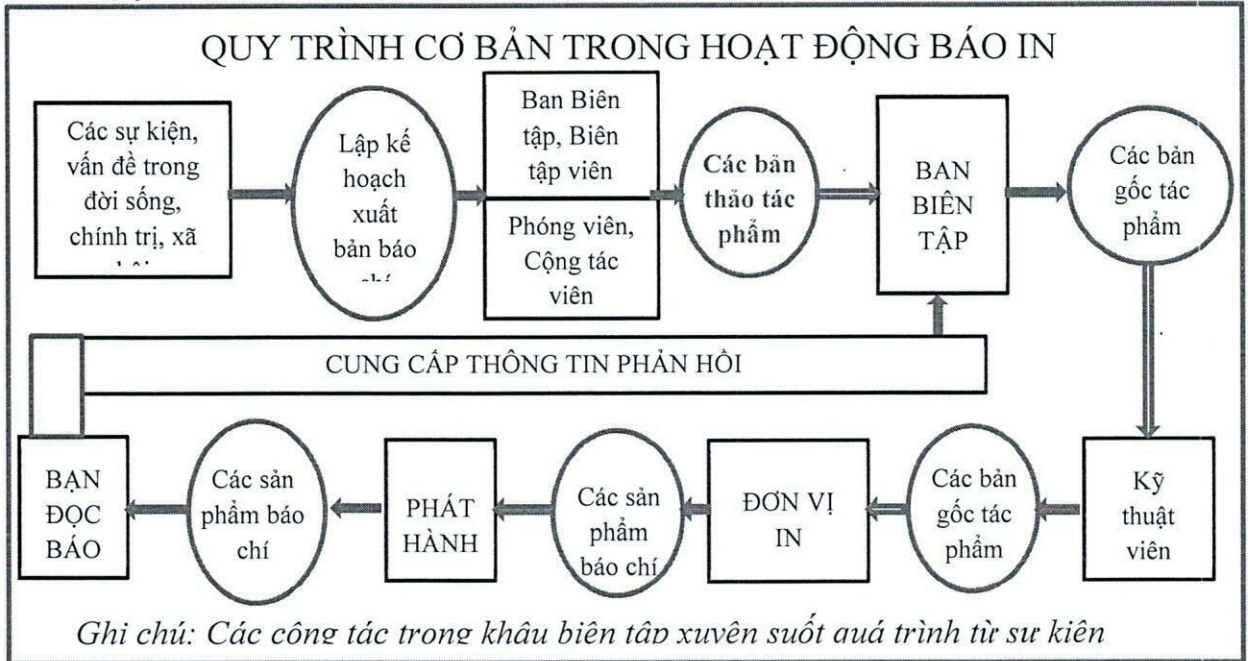 QUY TRÌNH CƠ BẢN TRONG HOẠT ĐỘNG BÁO IN
Các sự kiện,
vấn đề trong
đời sống,
chính trị, xã
Lập kế
hoạch
xuất
bản báo
Ban Biên
tập, Biên
tập viên
Phóng viên,
Cộng tác
viên
Các bản
thảo tác
phẩm
BAN
BIÊN
TẬP
Các bản
gốc tác
phẩm
CUNG CẤP THÔNG TIN PHẢN HỒI
BẠN
ĐỌC
BÁO
Các sản
phẩm báo
chí
PHÁT
HÀNH
Các sản
phẩm
báo chí
ĐƠN VỊ
IN
Các bản
gốc tác
phẩm
Kỹ
thuật
viên
Ghi chú: Các công tác trong khâu biên tập xuyên suốt quá trình từ sự kiện